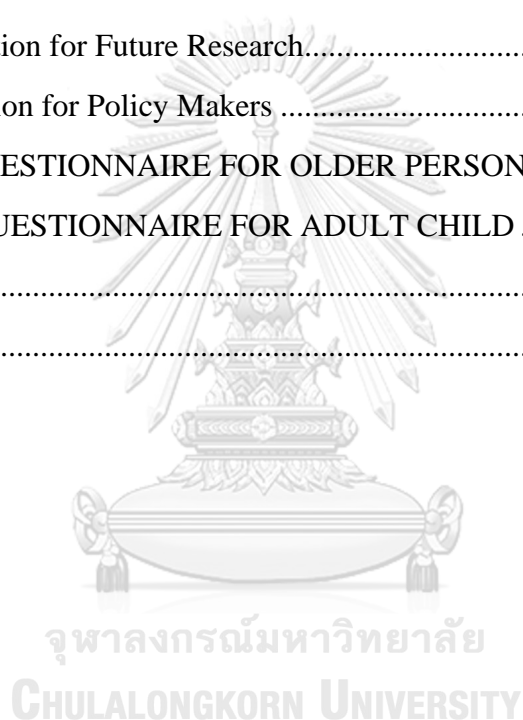 tion for Future Research......................
ion for Policy Makers .........................
ESTIONNAIRE FOR OLDER PERSON
UESTIONNAIRE FOR ADULT CHILD .
..............................................................
..............................................................
จุฬาลงกรณ์มหาวิทยาลัย
CHULALONGKORN UNIVERSITY